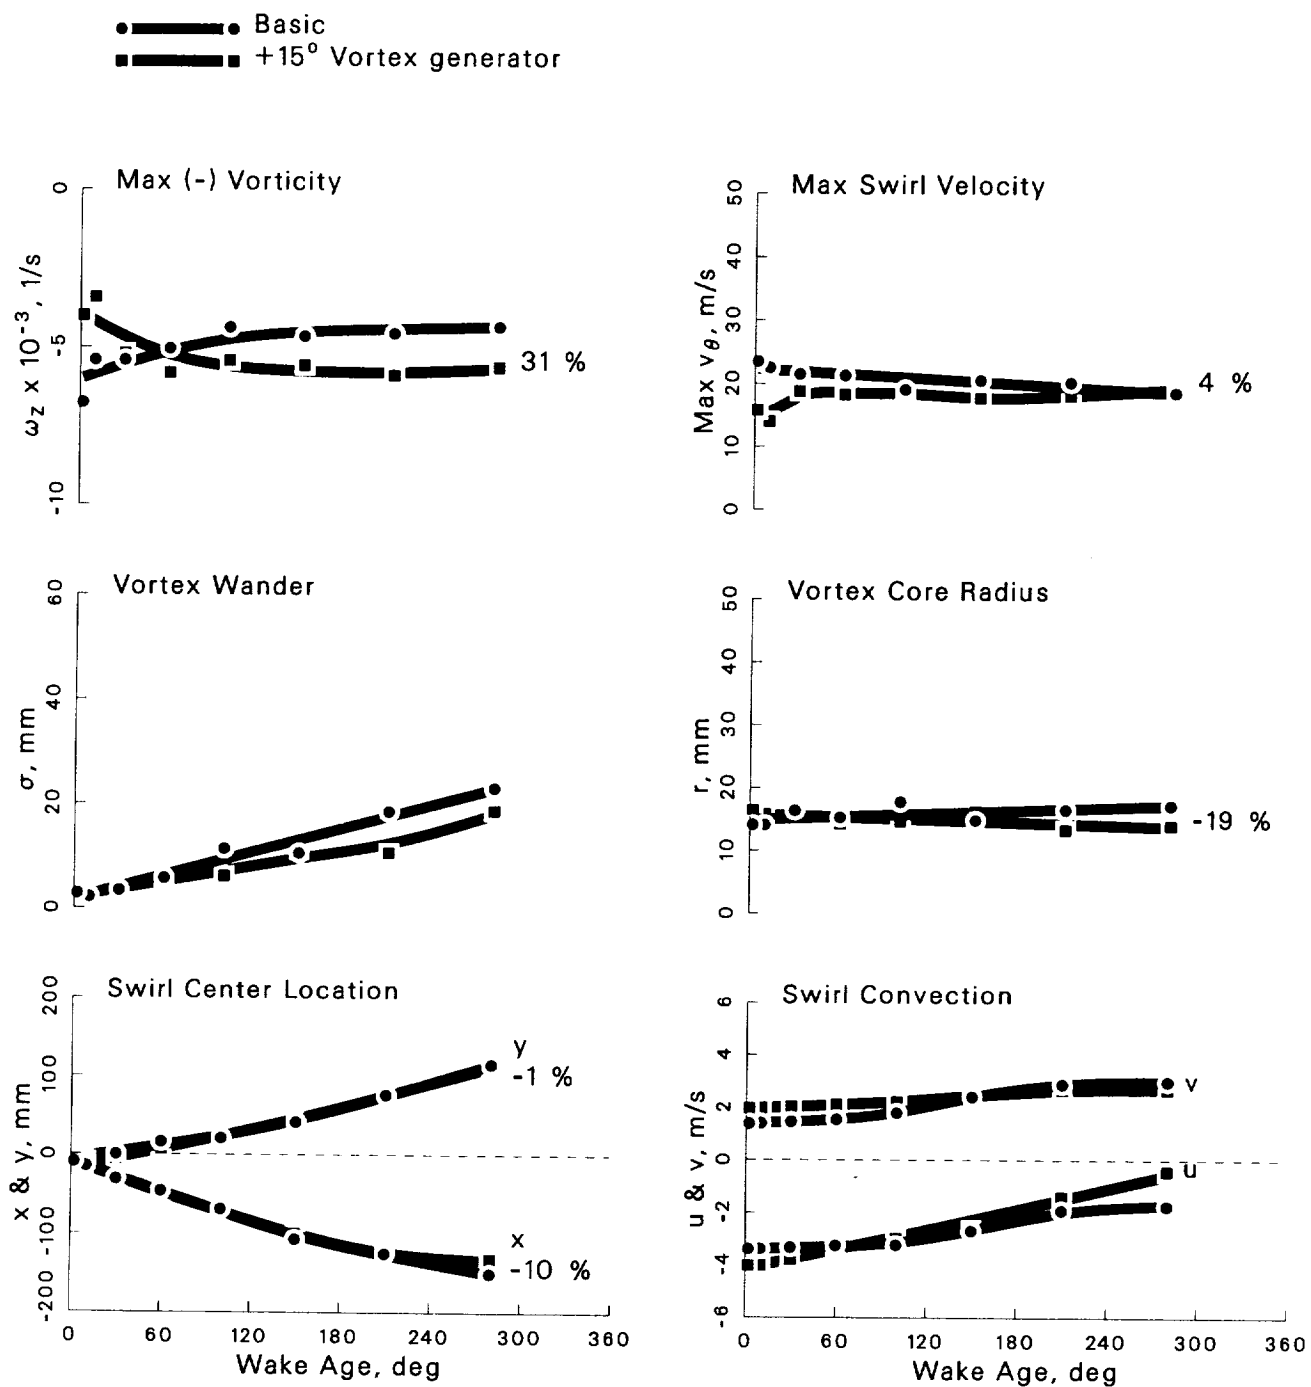 Basic
+15° Vortex generator
Max (-) Vorticity
0
-5
-10
ω_z x 10^-3, 1/s
31 %
Max Swirl Velocity
50
40
30
20
10
0
Max v_θ, m/s
4 %
Vortex Wander
60
40
20
0
σ, mm
Vortex Core Radius
50
40
30
20
10
0
r, mm
-19 %
Swirl Center Location
200
100
0
-100
-200
x & y, mm
y
-1 %
x
-10 %
0 60 120 180 240 300 360
Wake Age, deg
Swirl Convection
6
4
2
0
-2
-4
-6
u & v, m/s
v
u
0 60 120 180 240 300 360
Wake Age, deg